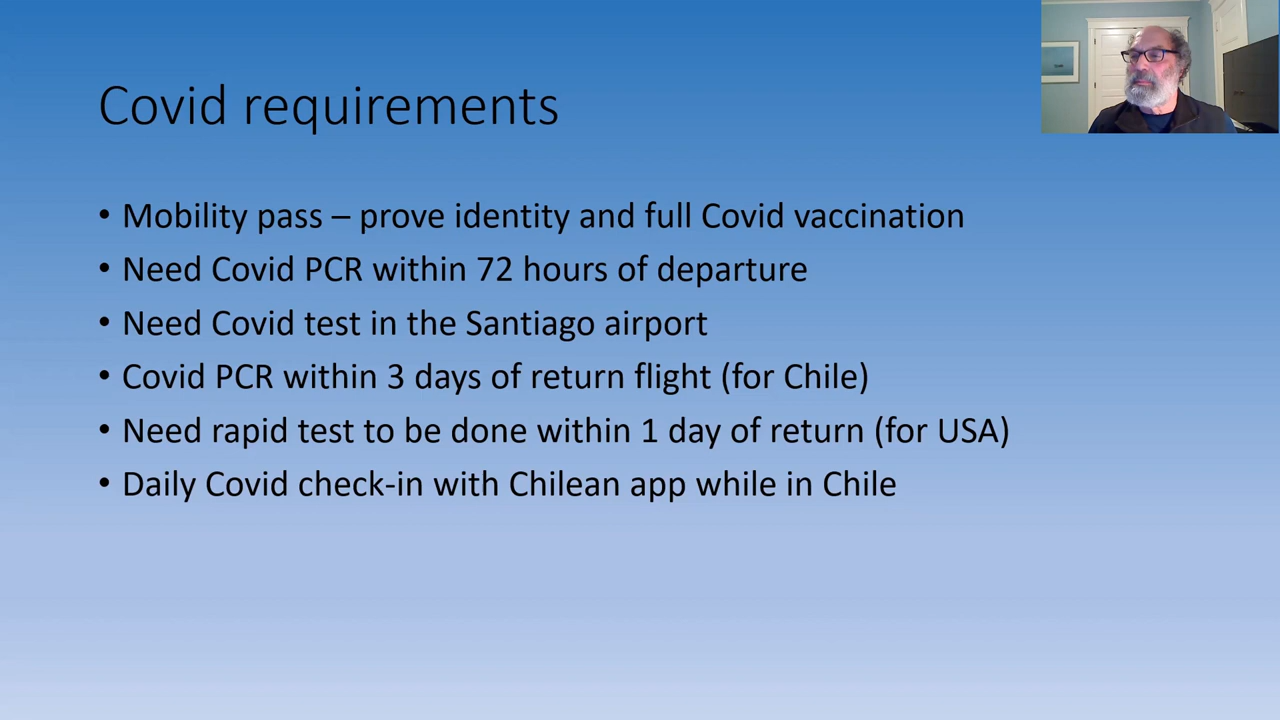 Covid requirements
• Mobility pass – prove identity and full Covid vaccination
• Need Covid PCR within 72 hours of departure
• Need Covid test in the Santiago airport
• Covid PCR within 3 days of return flight (for Chile)
• Need rapid test to be done within 1 day of return (for USA)
• Daily Covid check-in with Chilean app while in Chile